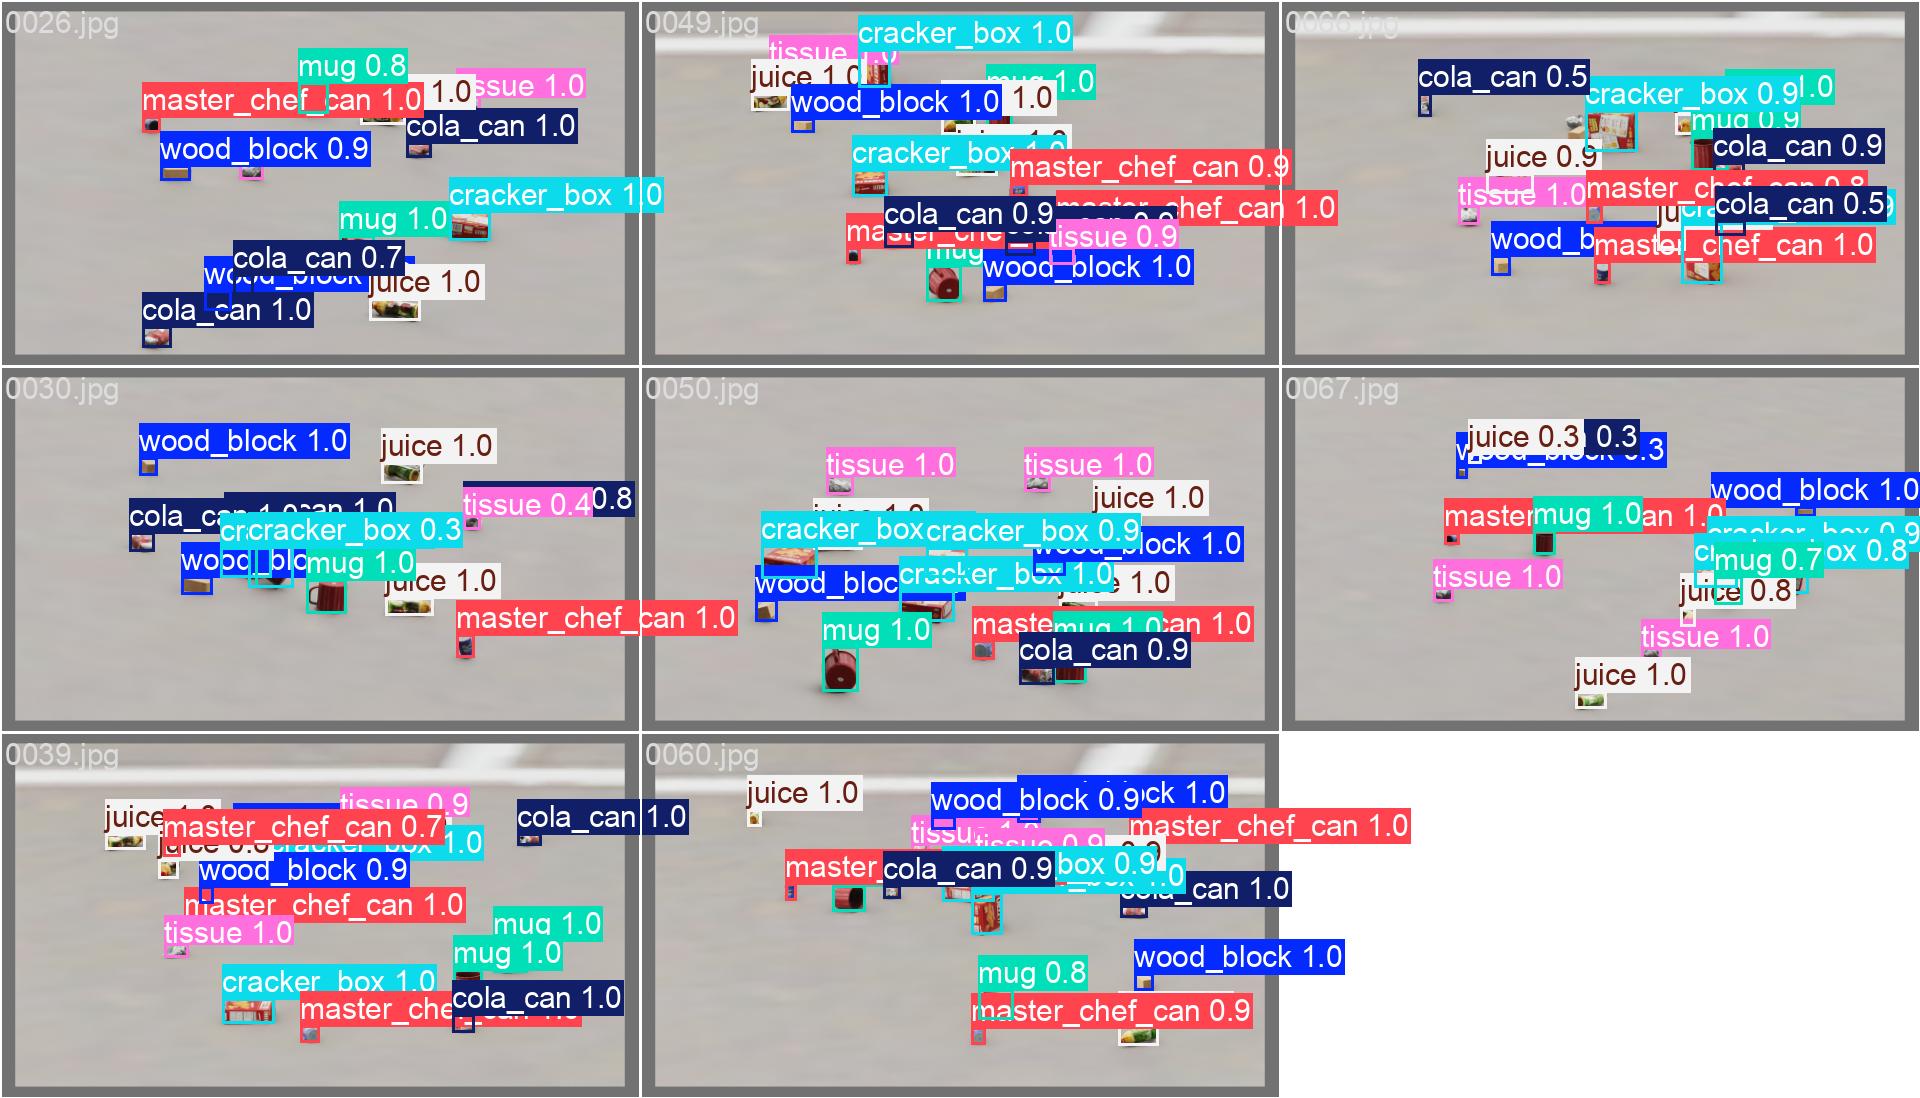 0026.jpg
mug 0.8
1.0
master_chef_can 1.0
cola_can 1.0
wood_block 0.9
cracker_box 1.0
mug 1.0
cola_can 0.7
juice 1.0
cola_can 1.0
0049.jpg
cracker_box 1.0
tissue
juice 1.0
1.0
wood_block 1.0
1.0
cracker_box
master_chef_can 0.9
cola_can 0.9
chef_can 1.0
tissue 0.9
mug
wood_block 1.0
0066.jpg
cola_can 0.5
cracker_box 0.9
mug 0.9
cola_can 0.9
juice 0.9
tissue 1.0
cola_can 0.5
master_chef_can 1.0
0030.jpg
wood_block 1.0
juice 1.0
tissue 0.4
0.8
cracker_box 0.3
mug 1.0
juice 1.0
master_chef_can 1.0
0050.jpg
tissue 1.0
tissue 1.0
juice 1.0
cracker_box
cracker_box 0.9
1.0
cracker_box 1.0
1.0
mug 1.0
1.0
cola_can 0.9
0067.jpg
juice 0.3
0.3
wood_block 1.0
mug 1.0
tissue 1.0
mug 0.7
box 0.8
juice 0.8
tissue 1.0
juice 1.0
0039.jpg
tissue 0.9
juice
master_chef_can 0.7
cola_can 1.0
wood_block 0.9
master_chef_can 1.0
tissue 1.0
mug 1.0
mug 1.0
cracker_box 1.0
cola_can 1.0
0060.jpg
juice 1.0
wood_block 0.9
1.0
master_chef_can 1.0
cola_can 0.9
box 0.9
1.0
wood_block 1.0
mug 0.8
master_chef_can 0.9